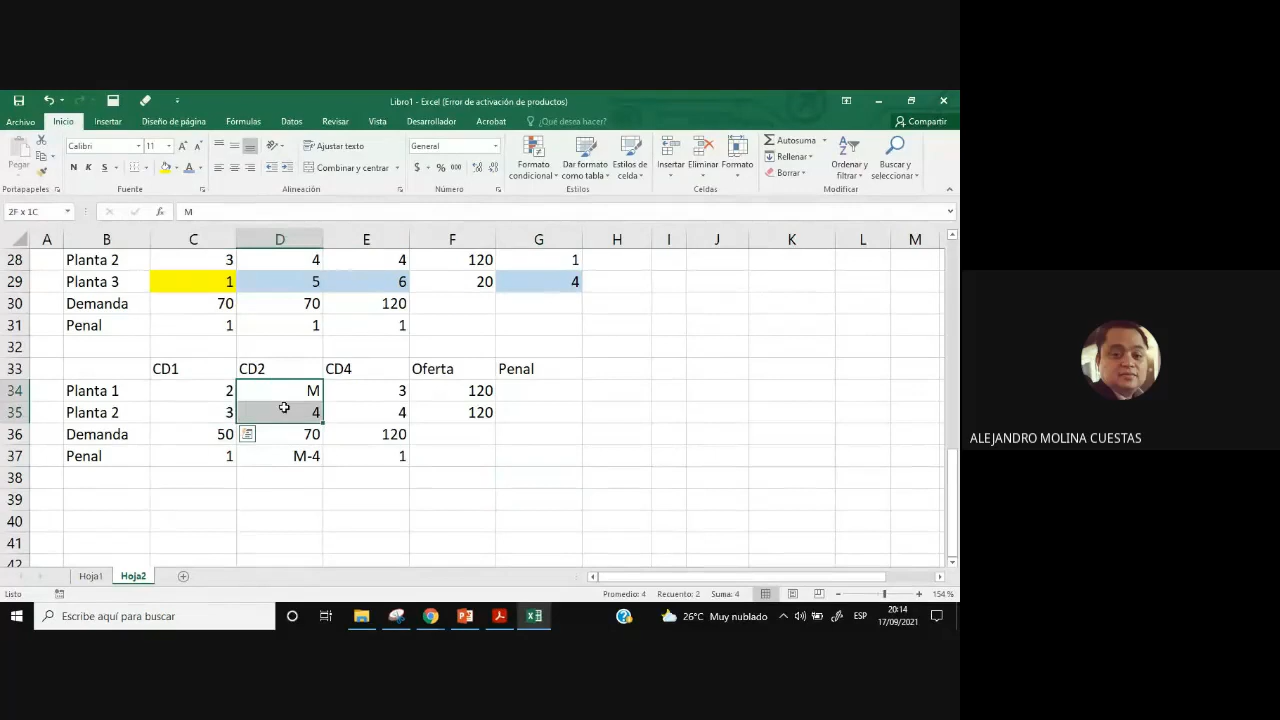 Libro1 - Excel (Error de activación de productos)
Archivo Inicio Insertar Diseño de página Fórmulas Datos Revisar Vista Desarrollador Acrobat ¿Qué desea hacer? Compartir
Pegar Calibri 11 Ajustar texto General Formato condicional Dar formato como tabla Estilos de celda Insertar Eliminar Formato Autosuma Ordenar y filtrar Buscar y seleccionar
N K S Combinar y centrar $ % 000 Rellenar
Borrar
Portapapeles Fuente Alineación Número Estilos Celdas Modificar
2F x 1C fx M
A B C D E F G H I J K L M
28 Planta 2 3 4 4 120 1
29 Planta 3 1 5 6 20 4
30 Demanda 70 70 120
31 Penal 1 1 1
32
33 CD1 CD2 CD4 Oferta Penal
34 Planta 1 2 M 3 120
35 Planta 2 3 4 4 120
36 Demanda 50 70 120
37 Penal 1 M-4 1
38
39
40
41
42
Hoja1 Hoja2
Listo Promedio: 4 Recuento: 2 Suma: 4 154 %
Escribe aquí para buscar 26°C Muy nublado ESP 20:14
17/09/2021
ALEJANDRO MOLINA CUESTAS